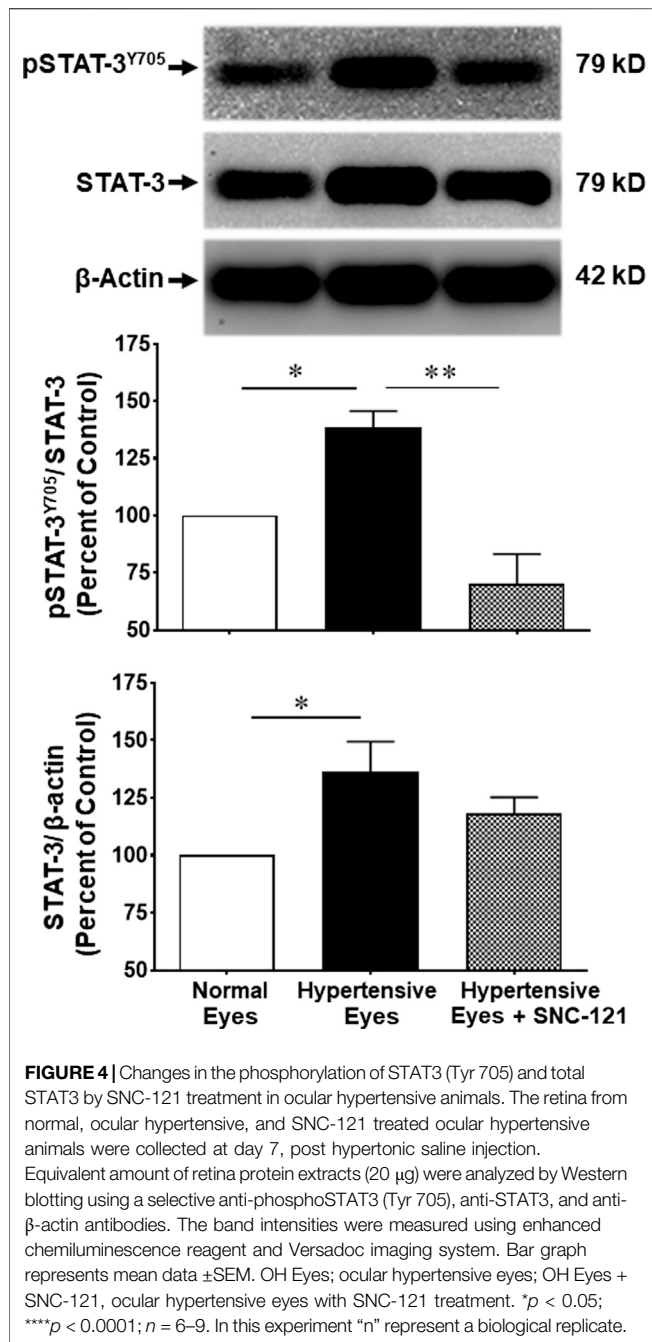 pSTAT-3Y705 79 kD
STAT-3 79 kD
β-Actin 42 kD
175
150
125
100
75
50
* **
pSTAT-3Y705/ STAT-3
(Percent of Control)
175
150
125
100
75
50
*
STAT-3/ β-actin
(Percent of Control)
Normal Hypertensive Hypertensive
Eyes Eyes Eyes + SNC-121
FIGURE 4 | Changes in the phosphorylation of STAT3 (Tyr 705) and total
STAT3 by SNC-121 treatment in ocular hypertensive animals. The retina from
normal, ocular hypertensive, and SNC-121 treated ocular hypertensive
animals were collected at day 7, post hypertonic saline injection.
Equivalent amount of retina protein extracts (20 μg) were analyzed by Western
blotting using a selective anti-phosphoSTAT3 (Tyr 705), anti-STAT3, and anti-
β-actin antibodies. The band intensities were measured using enhanced
chemiluminescence reagent and Versadoc imaging system. Bar graph
represents mean data ±SEM. OH Eyes; ocular hypertensive eyes; OH Eyes +
SNC-121, ocular hypertensive eyes with SNC-121 treatment. *p < 0.05;
****p < 0.0001; n = 6–9. In this experiment “n” represent a biological replicate.